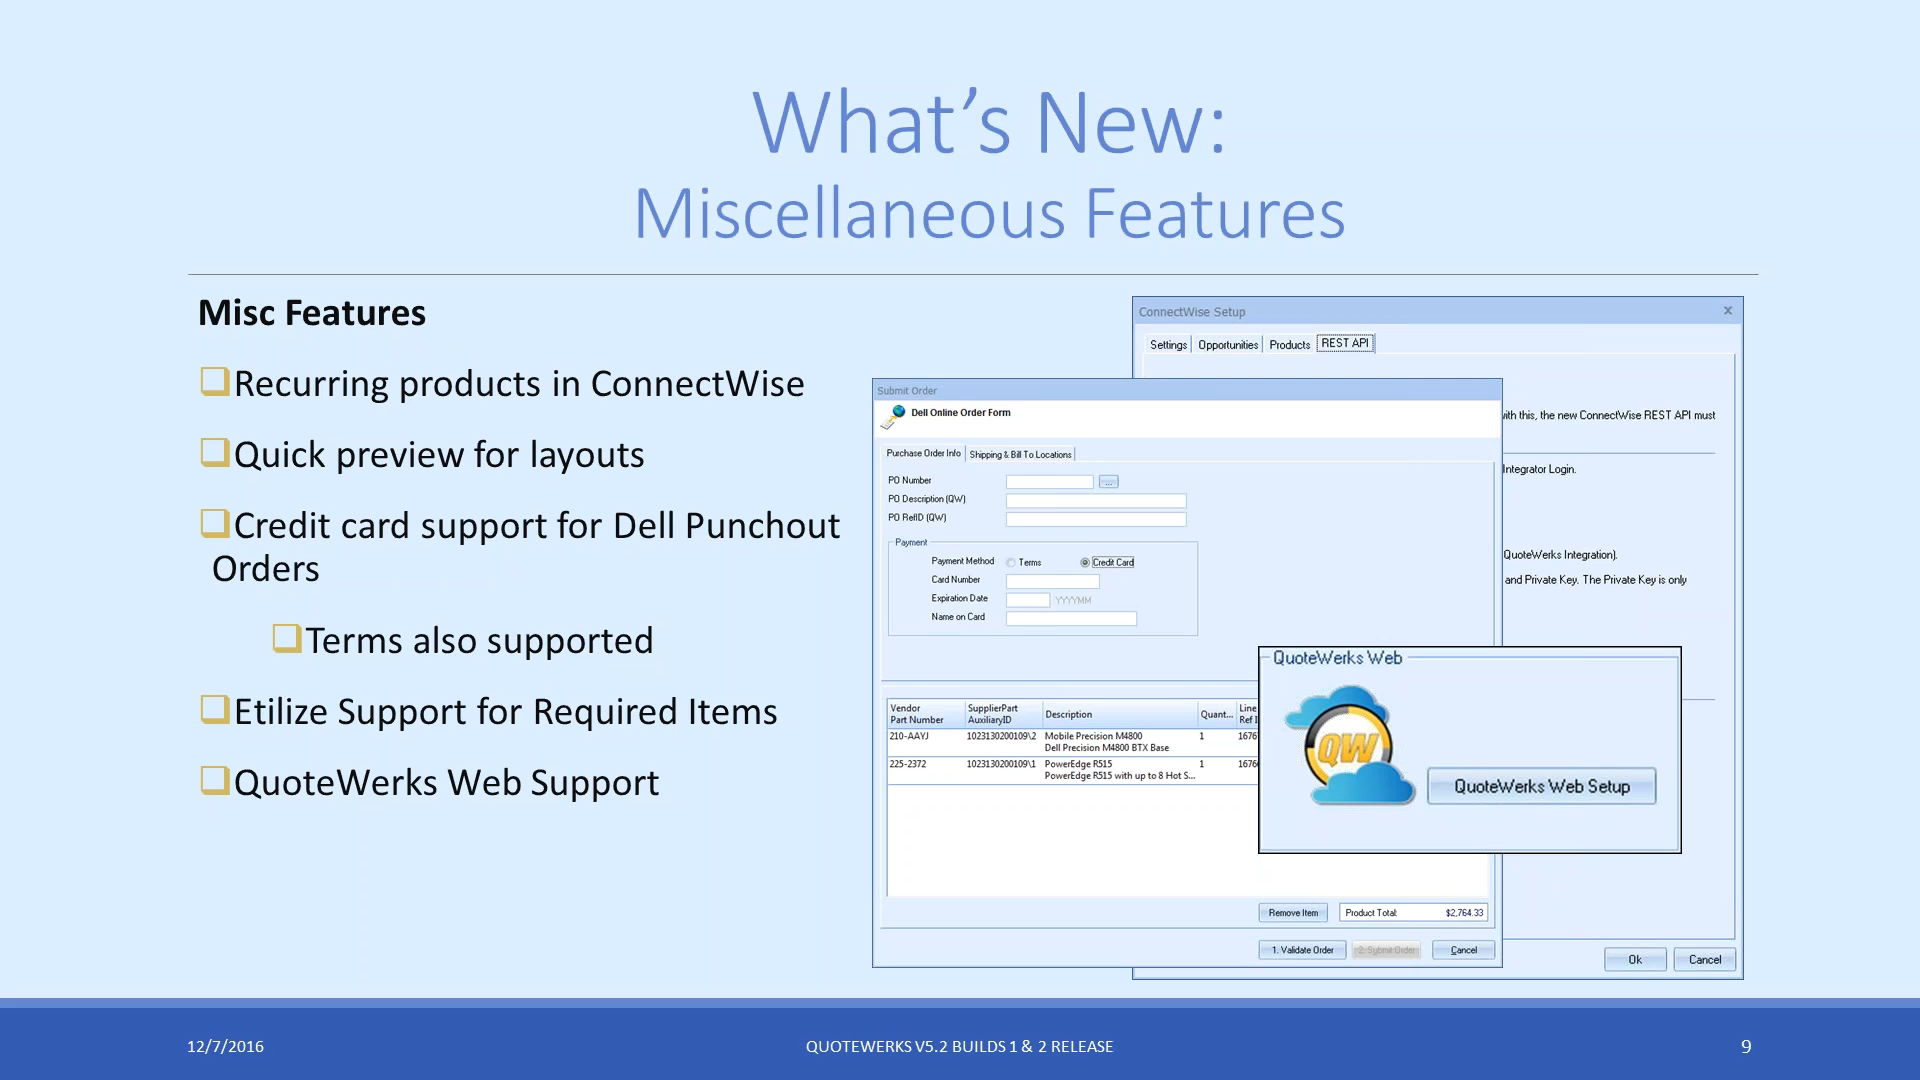 What’s New:
Miscellaneous Features
Misc Features
Recurring products in ConnectWise
Quick preview for layouts
Credit card support for Dell Punchout
Orders
Terms also supported
Etilize Support for Required Items
QuoteWerks Web Support
ConnectWise Setup
Settings Opportunities Products REST API
with this, the new ConnectWise REST API must
Integrator Login.
QuoteWerks Integration).
and Private Key. The Private Key is only
Ok Cancel
Submit Order
Dell Online Order Form
Purchase Order Info Shipping & Bill To Locations
PO Number ...
PO Description (QW)
PO RefID (QW)
Payment
Payment Method Terms Credit Card
Card Number
Expiration Date YYYYMM
Name on Card
Vendor Part Number SupplierPart AuxiliaryID Description Quant... Line Ref I
210-AAYJ 1023130200109\2 Mobile Precision M4800 1 1676
Dell Precision M4800 BTX Base
225-2372 1023130200109\1 PowerEdge R515 1 1676
PowerEdge R515 with up to 8 Hot S...
Remove Item Product Total: $2,764.33
1. Validate Order 2. Submit Order Cancel
QuoteWerks Web
QW
QuoteWerks Web Setup
12/7/2016
QUOTEWERKS V5.2 BUILDS 1 & 2 RELEASE
9